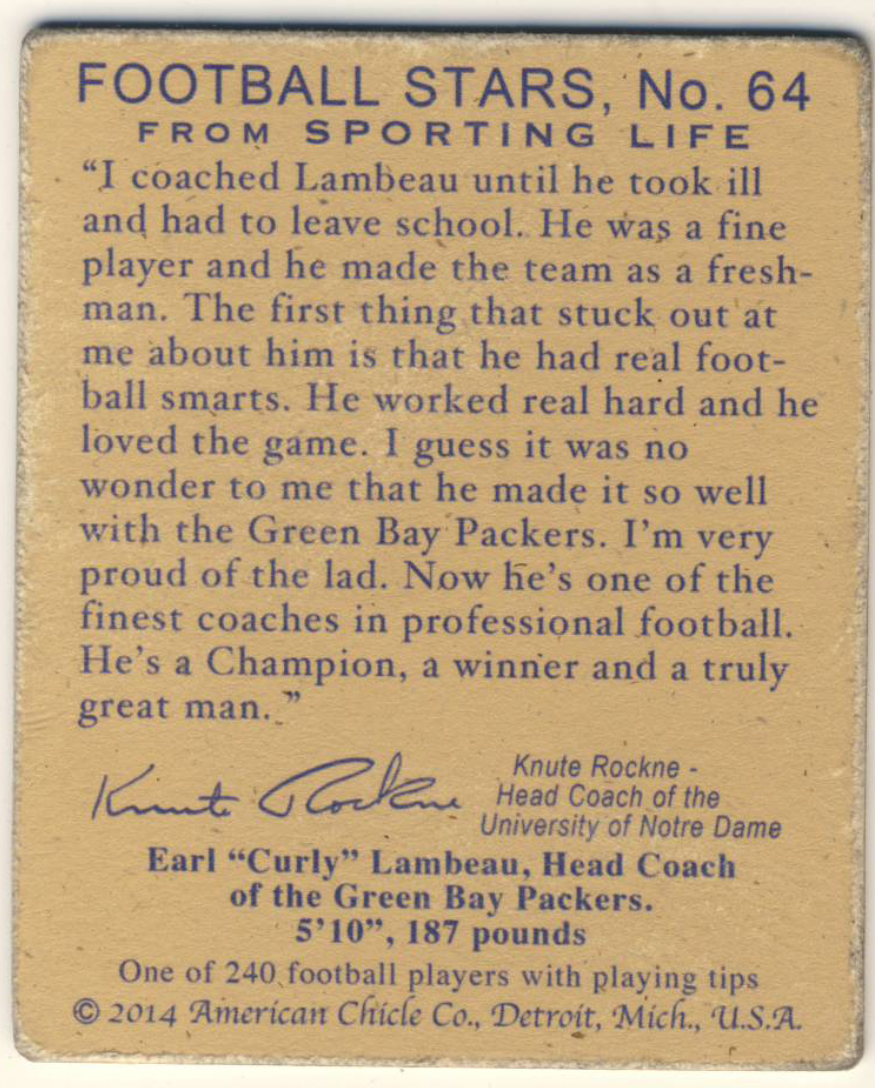 FOOTBALL STARS, No. 64
FROM SPORTING LIFE
“I coached Lambeau until he took ill
and had to leave school. He was a fine
player and he made the team as a fresh-
man. The first thing that stuck out at
me about him is that he had real foot-
ball smarts. He worked real hard and he
loved the game. I guess it was no
wonder to me that he made it so well
with the Green Bay Packers. I'm very
proud of the lad. Now he's one of the
finest coaches in professional football.
He's a Champion, a winner and a truly
great man.”
Knute Rockne
Knute Rockne -
Head Coach of the
University of Notre Dame
Earl “Curly” Lambeau, Head Coach
of the Green Bay Packers.
5’10”, 187 pounds
One of 240 football players with playing tips
© 2014 American Chicle Co., Detroit, Mich., U.S.A.